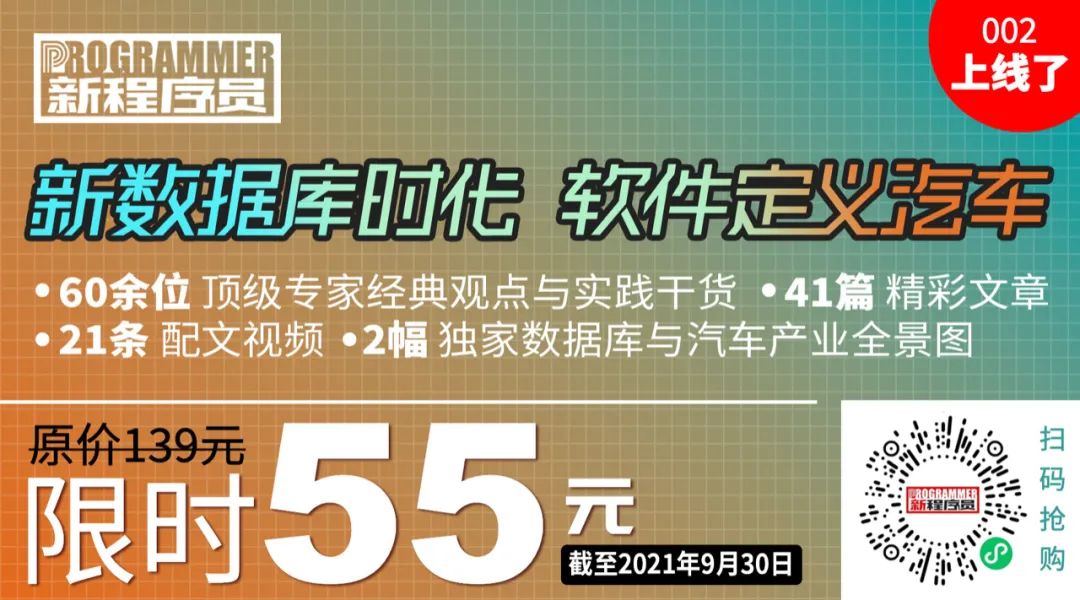 PROGRAMMER
新程序员
002
上线了
新数据库时化 软件定义汽车
• 60余位 顶级专家经典观点与实践干货 • 41篇 精彩文章
• 21条 配文视频 • 2幅 独家数据库与汽车产业全景图
原价139元
限时55元
截至2021年9月30日
PROGRAMMER
新程序员
扫码抢购